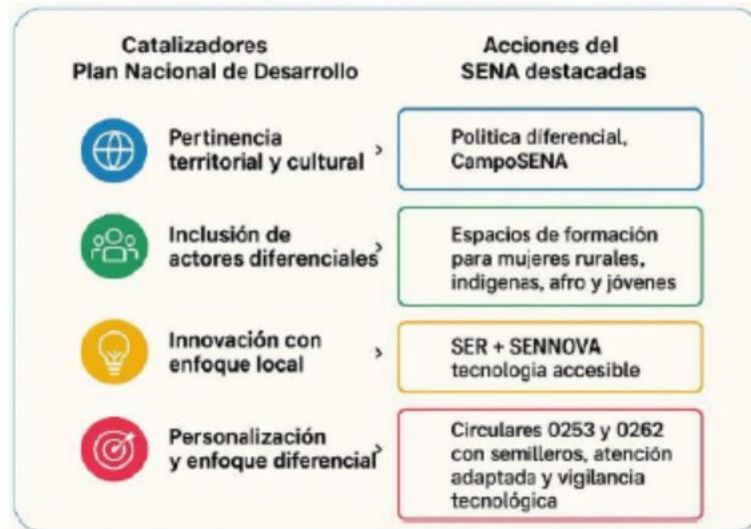 Catalizadores
Plan Nacional de Desarrollo
Acciones del
SENA destacadas
Pertinencia
territorial y cultural
Politica diferencial,
CampoSENA
Inclusión de
actores diferenciales
Espacios de formación
para mujeres rurales,
indigenas, afro y jóvenes
Innovación con
enfoque local
SER + SENNOVA
tecnologia accesible
Personalización
y enfoque diferencial
Circulares 0253 y 0262
con semilleros, atención
adaptada y vigilancia
tecnológica